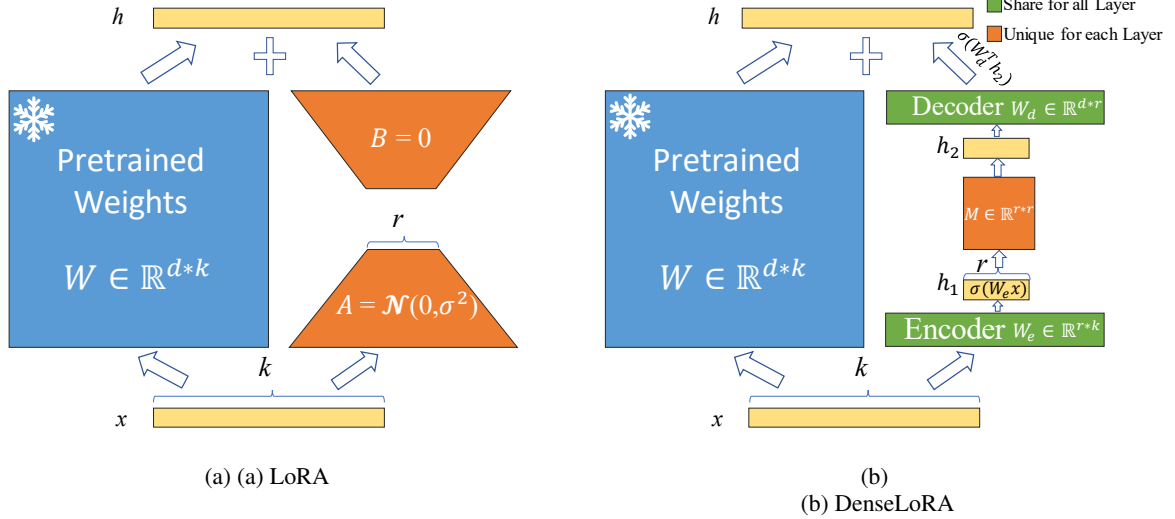 h
Pretrained
Weights
W ∈ ℝ^{d*k}
B = 0
r
A = 𝒩(0,σ²)
k
x
(a) (a) LoRA
Share for all Layer
Unique for each Layer
h
σ(W_d^T h_2)
Pretrained
Weights
W ∈ ℝ^{d*k}
Decoder W_d ∈ ℝ^{d*r}
h_2
M ∈ ℝ^{r*r}
r
h_1 σ(W_e x)
Encoder W_e ∈ ℝ^{r*k}
k
x
(b)
(b) DenseLoRA